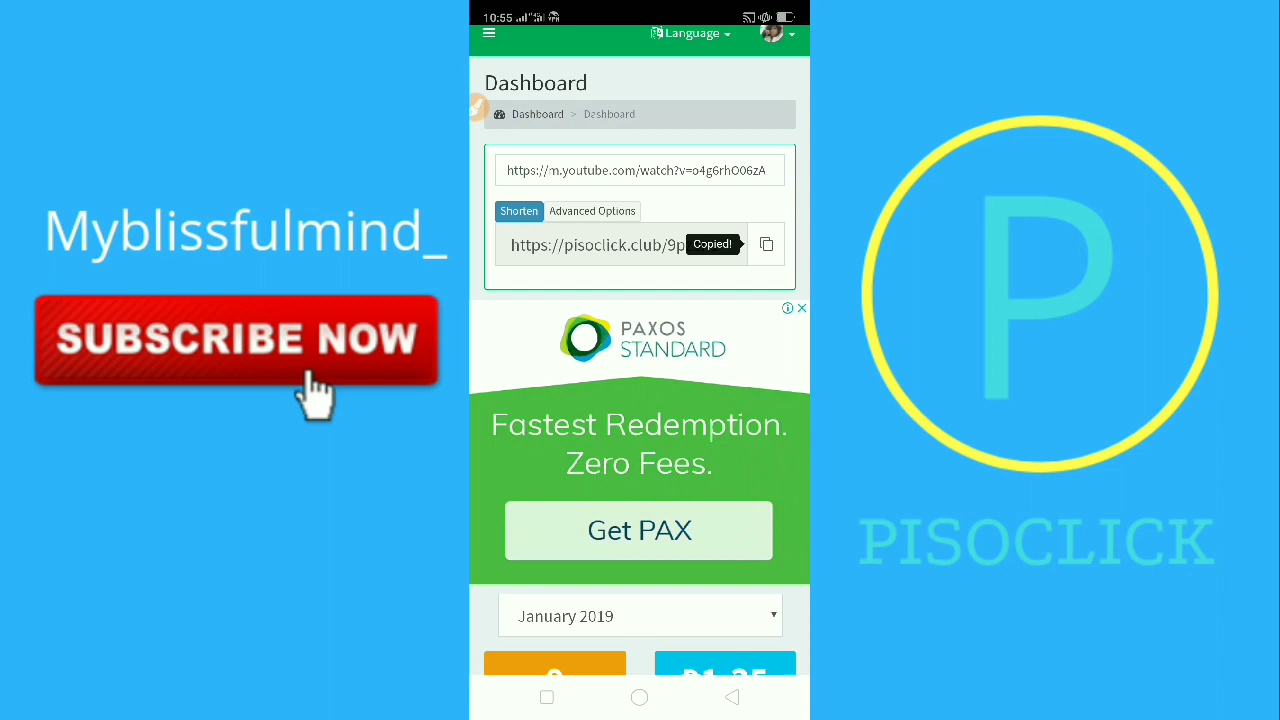 Myblissfulmind_
SUBSCRIBE NOW
10:55
Language
Dashboard
Dashboard > Dashboard
https://m.youtube.com/watch?v=o4g6rhO06zA
Shorten Advanced Options
https://pisoclick.club/9p Copied!
PAXOS
STANDARD
Fastest Redemption.
Zero Fees.
Get PAX
January 2019
P
PISOCLICK